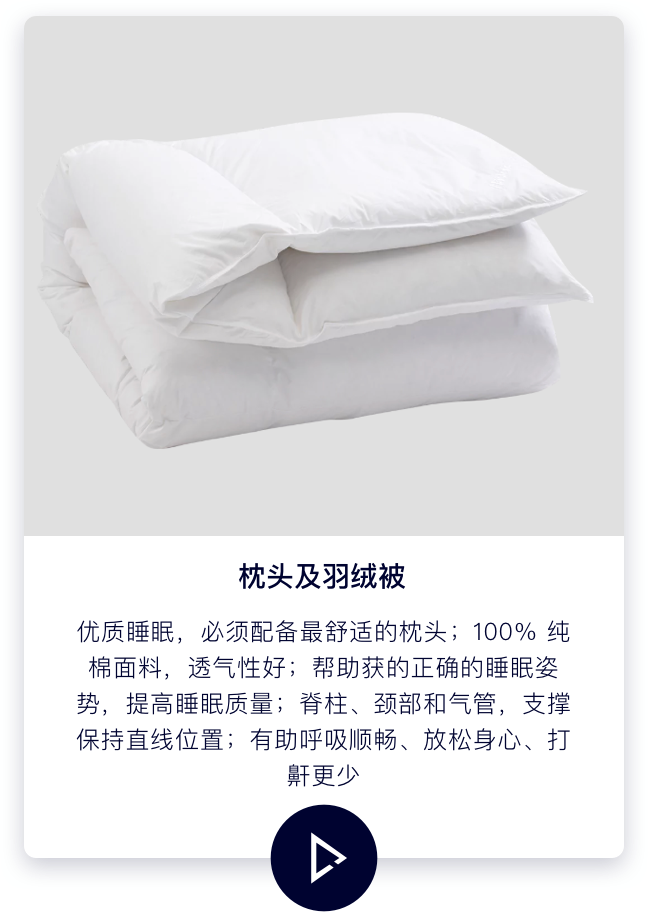 枕头及羽绒被
优质睡眠，必须配备最舒适的枕头；100% 纯
棉面料，透气性好；帮助获的正确的睡眠姿
势，提高睡眠质量；脊柱、颈部和气管，支撑
保持直线位置；有助呼吸顺畅、放松身心、打
鼾更少